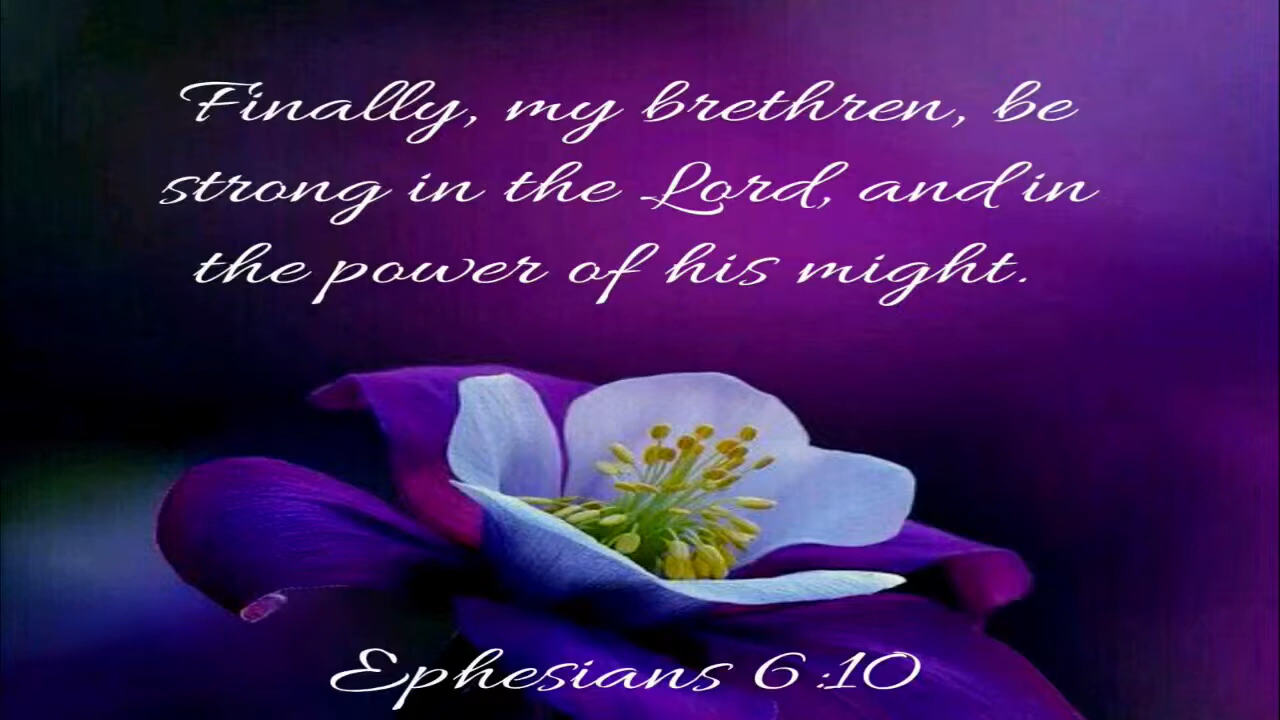 Finally, my brethren, be
strong in the Lord, and in
the power of his might.
Ephesians 6:10